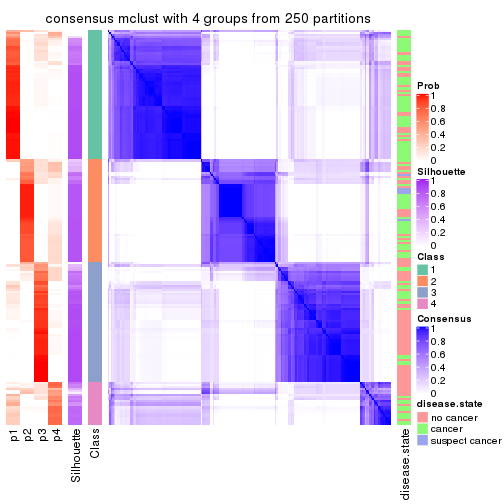 consensus mclust with 4 groups from 250 partitions
Prob
1
0.8
0.6
0.4
0.2
0
Silhouette
1
0.8
0.6
0.4
0.2
0
Class
1
2
3
4
Consensus
1
0.8
0.6
0.4
0.2
0
disease.state
no cancer
cancer
suspect cancer
p1
p2
p3
p4
Silhouette
Class
disease.state